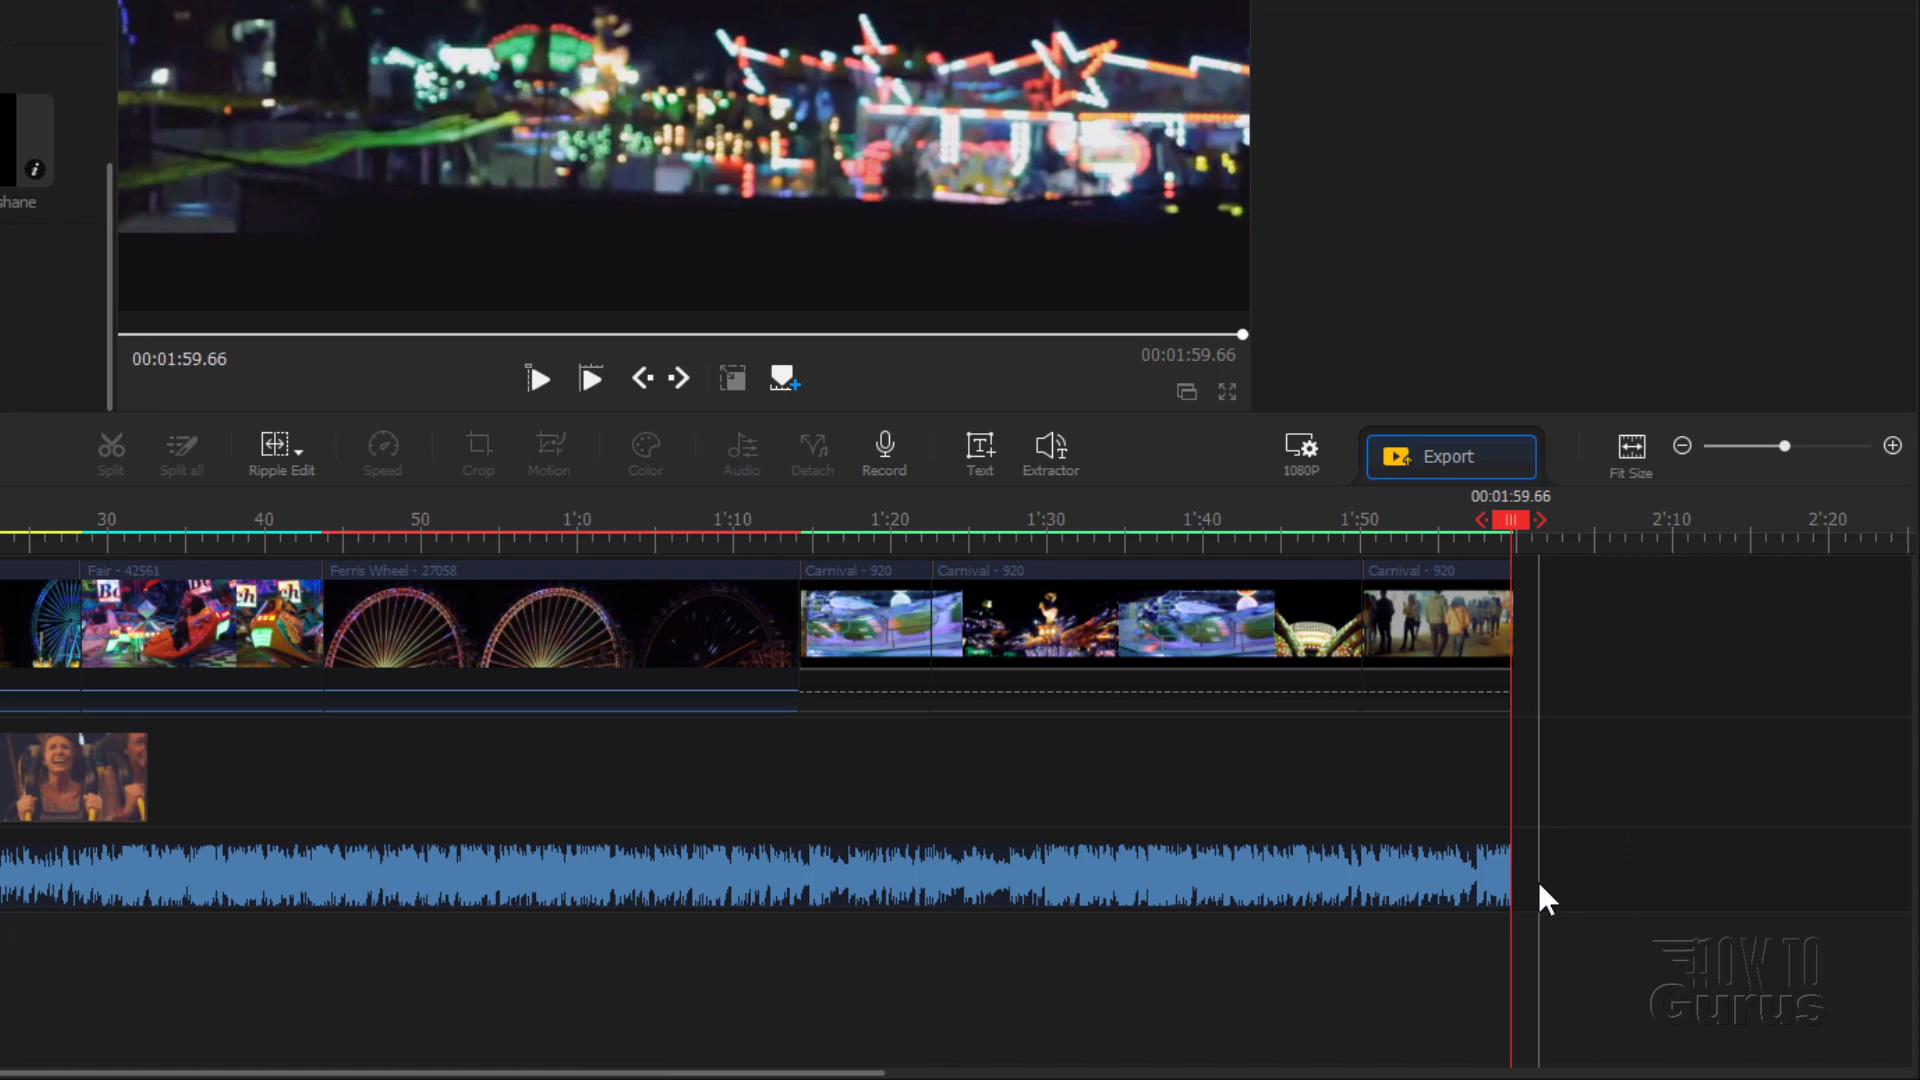 shane
00:01:59.66
00:01:59.66
Split
Split all
Ripple Edit
Speed
Crop
Motion
Color
Audio
Detach
Record
Text
Extractor
1080P
Export
Fit Size
00:01:59.66
30
40
50
1':0
1':10
1':20
1':30
1':40
1':50
2':10
2':20
Fair - 42561
Ferris Wheel - 27058
Carnival - 920
Carnival - 920
Carnival - 920
HOW TO
Gurus